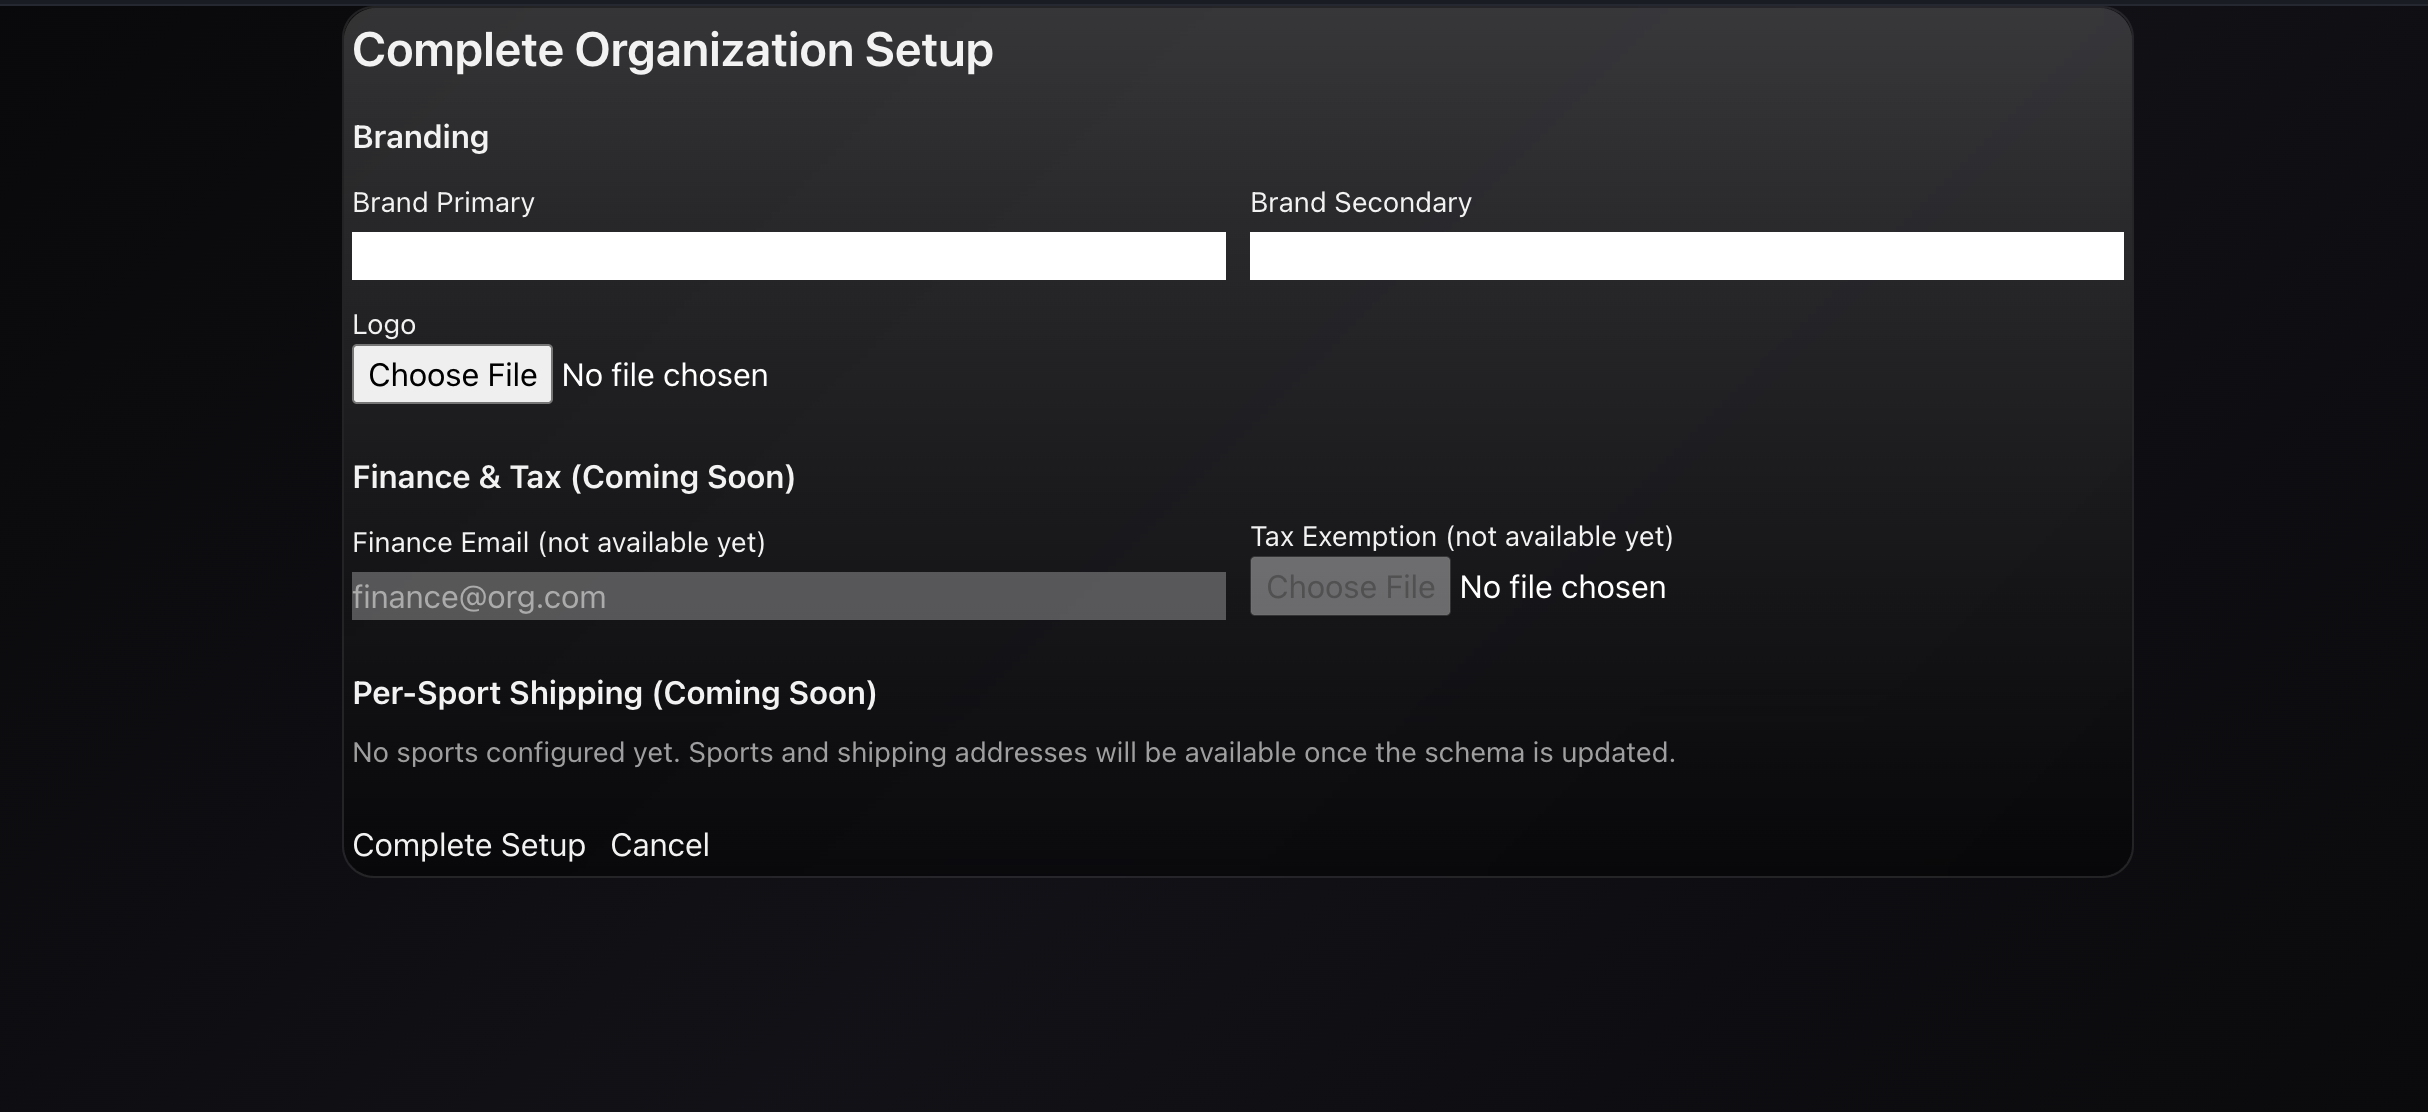 Complete Organization Setup
Branding
Brand Primary
Brand Secondary
Logo
Choose File No file chosen
Finance & Tax (Coming Soon)
Finance Email (not available yet)
finance@org.com
Tax Exemption (not available yet)
Choose File No file chosen
Per-Sport Shipping (Coming Soon)
No sports configured yet. Sports and shipping addresses will be available once the schema is updated.
Complete Setup Cancel